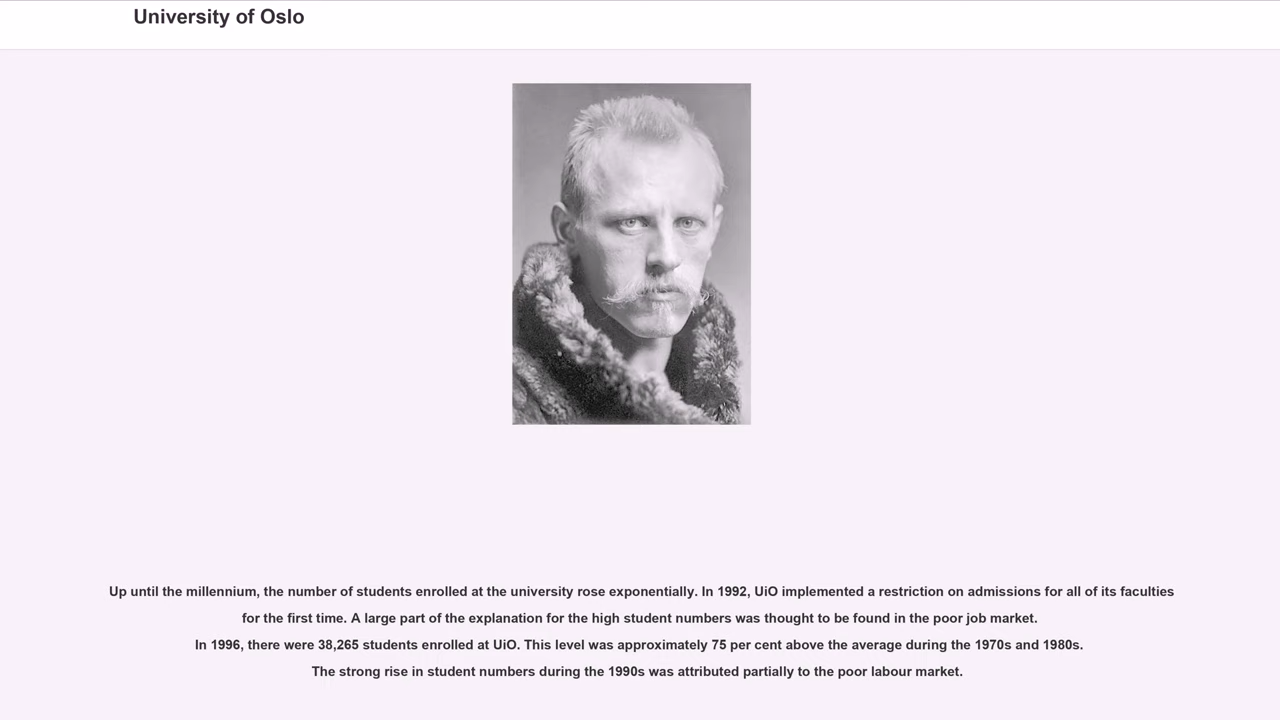 University of Oslo
Up until the millennium, the number of students enrolled at the university rose exponentially. In 1992, UiO implemented a restriction on admissions for all of its faculties
for the first time. A large part of the explanation for the high student numbers was thought to be found in the poor job market.
In 1996, there were 38,265 students enrolled at UiO. This level was approximately 75 per cent above the average during the 1970s and 1980s.
The strong rise in student numbers during the 1990s was attributed partially to the poor labour market.